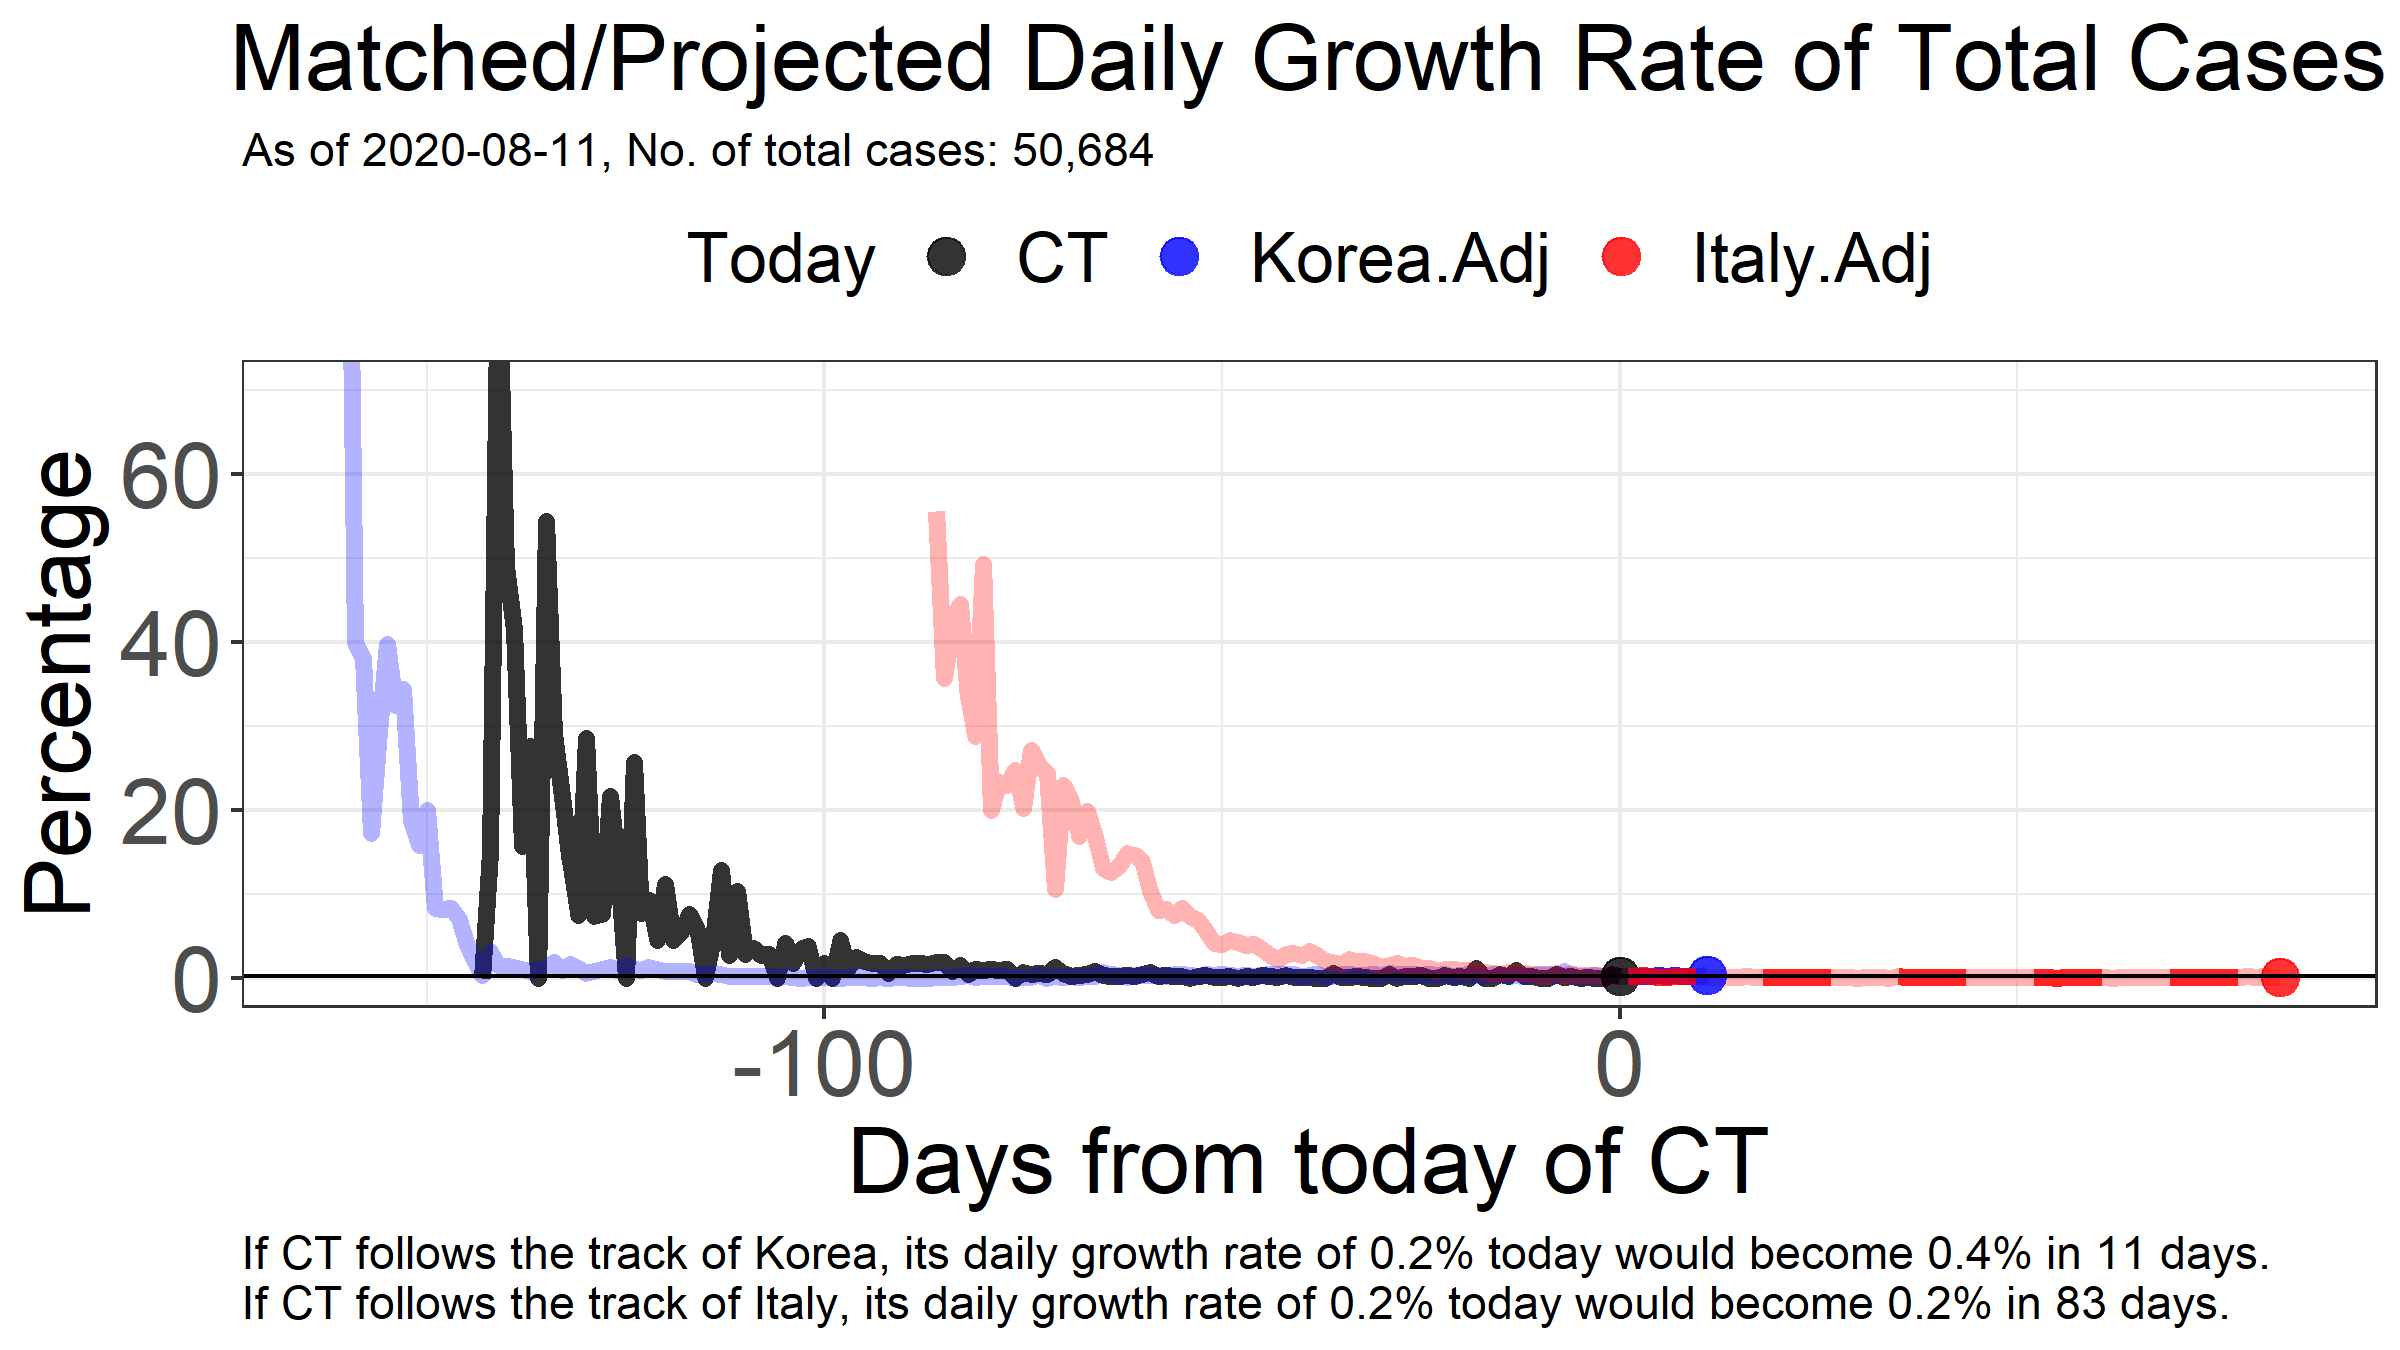 Matched/Projected Daily Growth Rate of Total Cases
As of 2020-08-11, No. of total cases: 50,684
Today CT Korea.Adj Italy.Adj
Percentage
60
40
20
0
-100 0
Days from today of CT
If CT follows the track of Korea, its daily growth rate of 0.2% today would become 0.4% in 11 days.
If CT follows the track of Italy, its daily growth rate of 0.2% today would become 0.2% in 83 days.